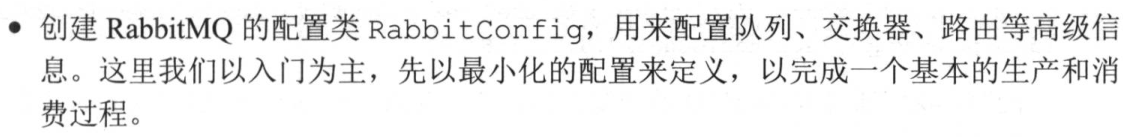 • 创建 RabbitMQ 的配置类 RabbitConfig，用来配置队列、交换器、路由等高级信
息。这里我们以入门为主，先以最小化的配置来定义，以完成一个基本的生产和消
费过程。